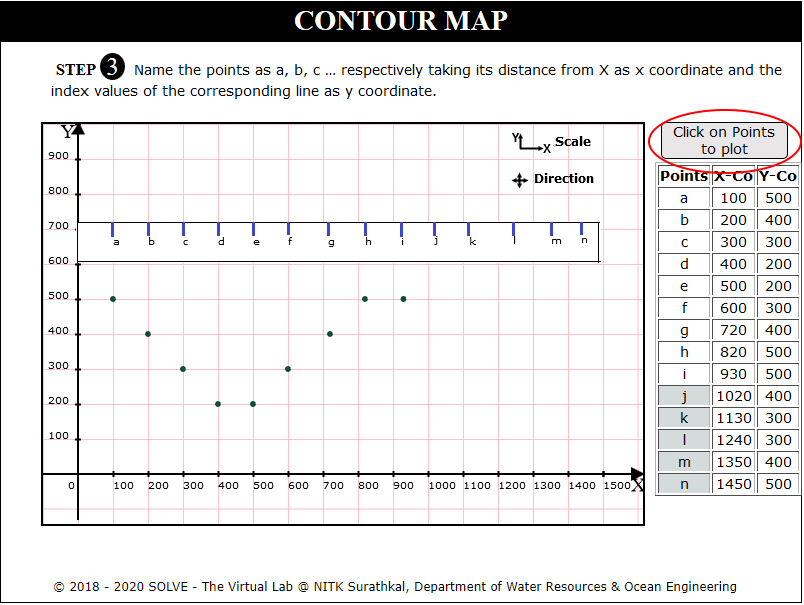 CONTOUR MAP
STEP 3 Name the points as a, b, c ... respectively taking its distance from X as x coordinate and the
index values of the corresponding line as y coordinate.
Click on Points
to plot
Y
Y X Scale
Direction
900
800
700
600
500
400
300
200
100
a b c d e f g h i j k l m n
0 100 200 300 400 500 600 700 800 900 1000 1100 1200 1300 1400 1500 X
Points X-Co Y-Co
a 100 500
b 200 400
c 300 300
d 400 200
e 500 200
f 600 300
g 720 400
h 820 500
i 930 500
j 1020 400
k 1130 300
l 1240 300
m 1350 400
n 1450 500
© 2018 - 2020 SOLVE - The Virtual Lab @ NITK Surathkal, Department of Water Resources & Ocean Engineering